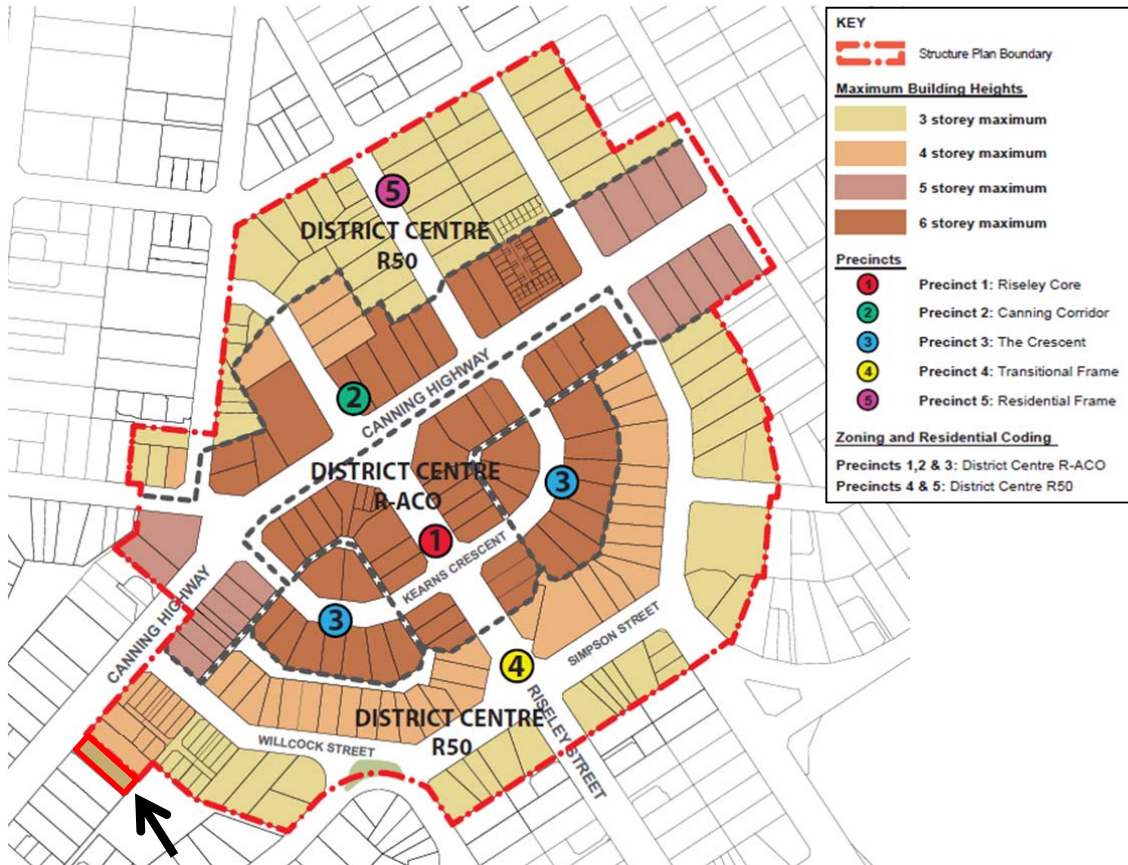 KEY
Structure Plan Boundary
Maximum Building Heights
3 storey maximum
4 storey maximum
5 storey maximum
6 storey maximum
Precincts
1 Precinct 1: Riseley Core
2 Precinct 2: Canning Corridor
3 Precinct 3: The Crescent
4 Precinct 4: Transitional Frame
5 Precinct 5: Residential Frame
Zoning and Residential Coding
Precincts 1,2 & 3: District Centre R-ACO
Precincts 4 & 5: District Centre R50
5
DISTRICT CENTRE
R50
2
CANNING HIGHWAY
DISTRICT CENTRE
R-ACO
3
1
KEARNS CRESCENT
3
CANNING HIGHWAY
4
SIMPSON STREET
RISELEY STREET
DISTRICT CENTRE
R50
WILLCOCK STREET